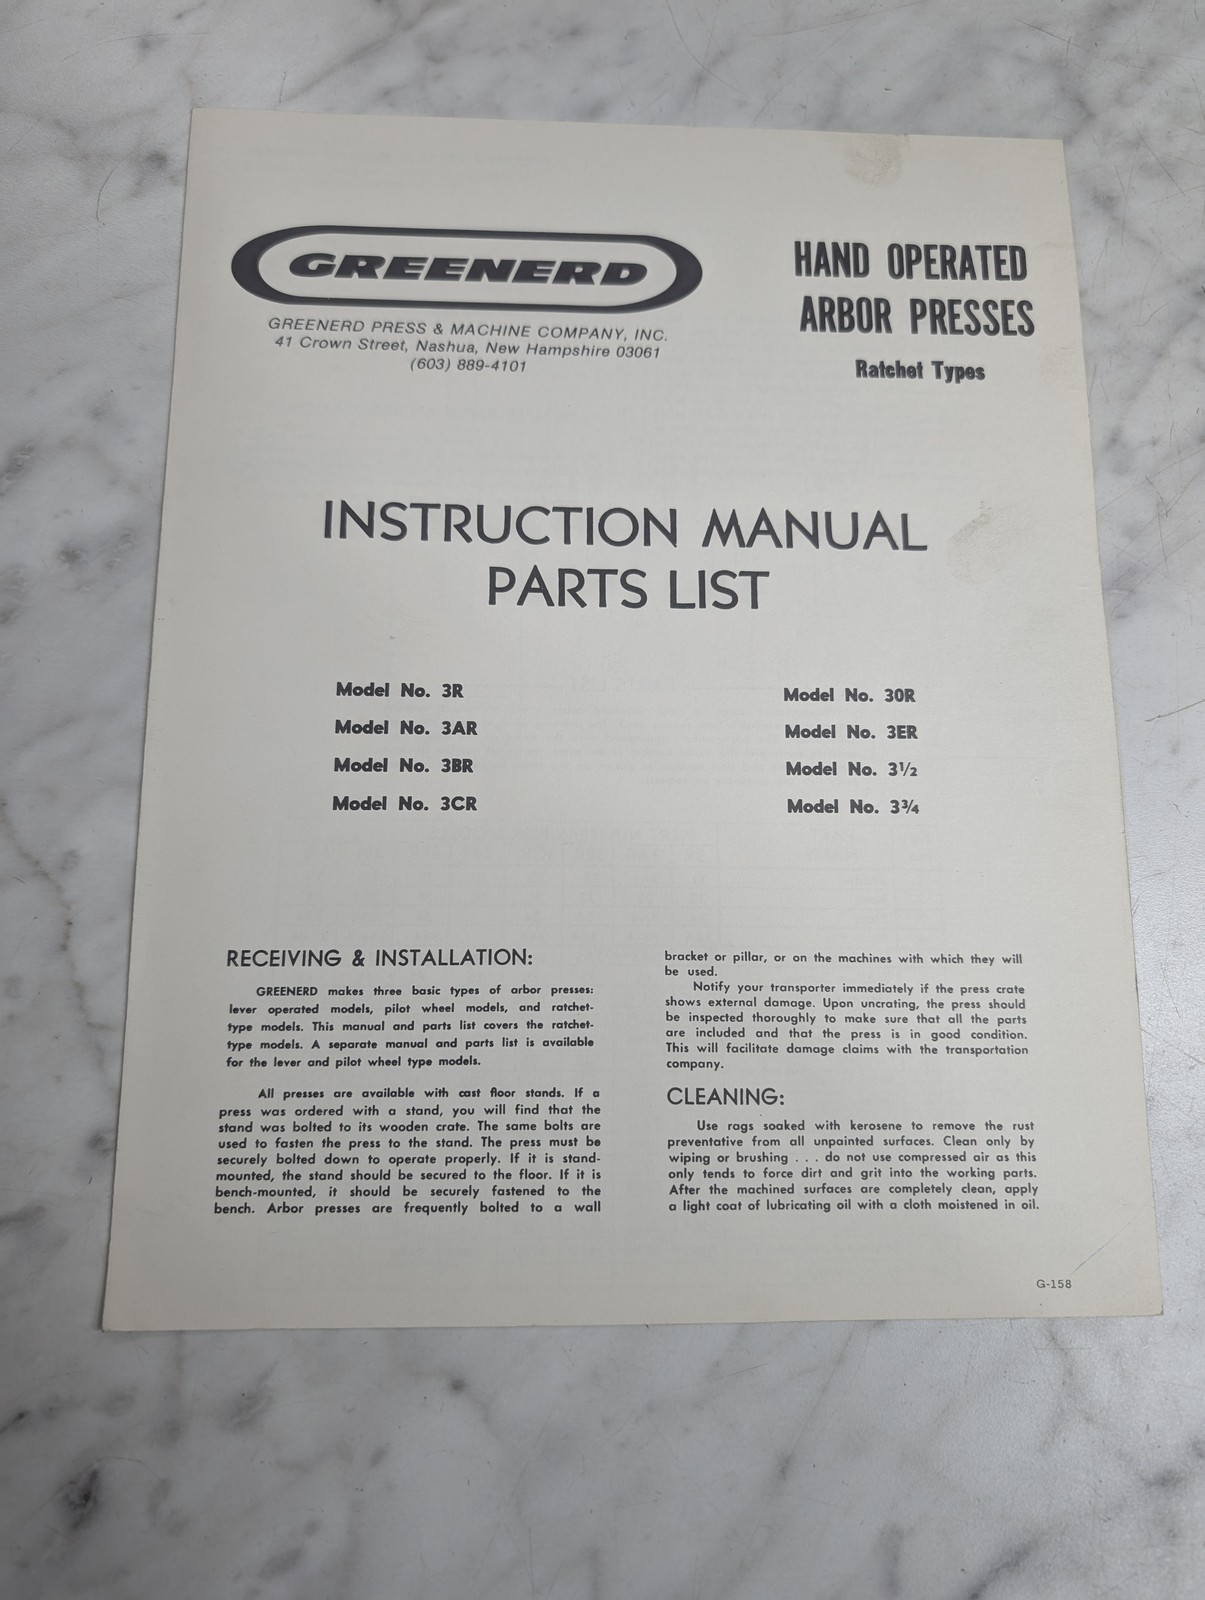 GREENERD
GREENERD PRESS & MACHINE COMPANY, INC.
41 Crown Street, Nashua, New Hampshire 03061
(603) 889-4101
HAND OPERATED
ARBOR PRESSES
Ratchet Types
INSTRUCTION MANUAL
PARTS LIST
Model No. 3R
Model No. 3AR
Model No. 3BR
Model No. 3CR
Model No. 30R
Model No. 3ER
Model No. 3½
Model No. 3¾
RECEIVING & INSTALLATION:
GREENERD makes three basic types of arbor presses:
lever operated models, pilot wheel models, and ratchet-
type models. This manual and parts list covers the ratchet-
type models. A separate manual and parts list is available
for the lever and pilot wheel type models.
All presses are available with cast floor stands. If a
press was ordered with a stand, you will find that the
stand was bolted to its wooden crate. The same bolts are
used to fasten the press to the stand. The press must be
securely bolted down to operate properly. If it is stand-
mounted, the stand should be secured to the floor. If it is
bench-mounted, it should be securely fastened to the
bench. Arbor presses are frequently bolted to a wall
bracket or pillar, or on the machines with which they will
be used.
Notify your transporter immediately if the press crate
shows external damage. Upon uncrating, the press should
be inspected thoroughly to make sure that all the parts
are included and that the press is in good condition.
This will facilitate damage claims with the transportation
company.
CLEANING:
Use rags soaked with kerosene to remove the rust
preventative from all unpainted surfaces. Clean only by
wiping or brushing . . . do not use compressed air as this
only tends to force dirt and grit into the working parts.
After the machined surfaces are completely clean, apply
a light coat of lubricating oil with a cloth moistened in oil.
G-158